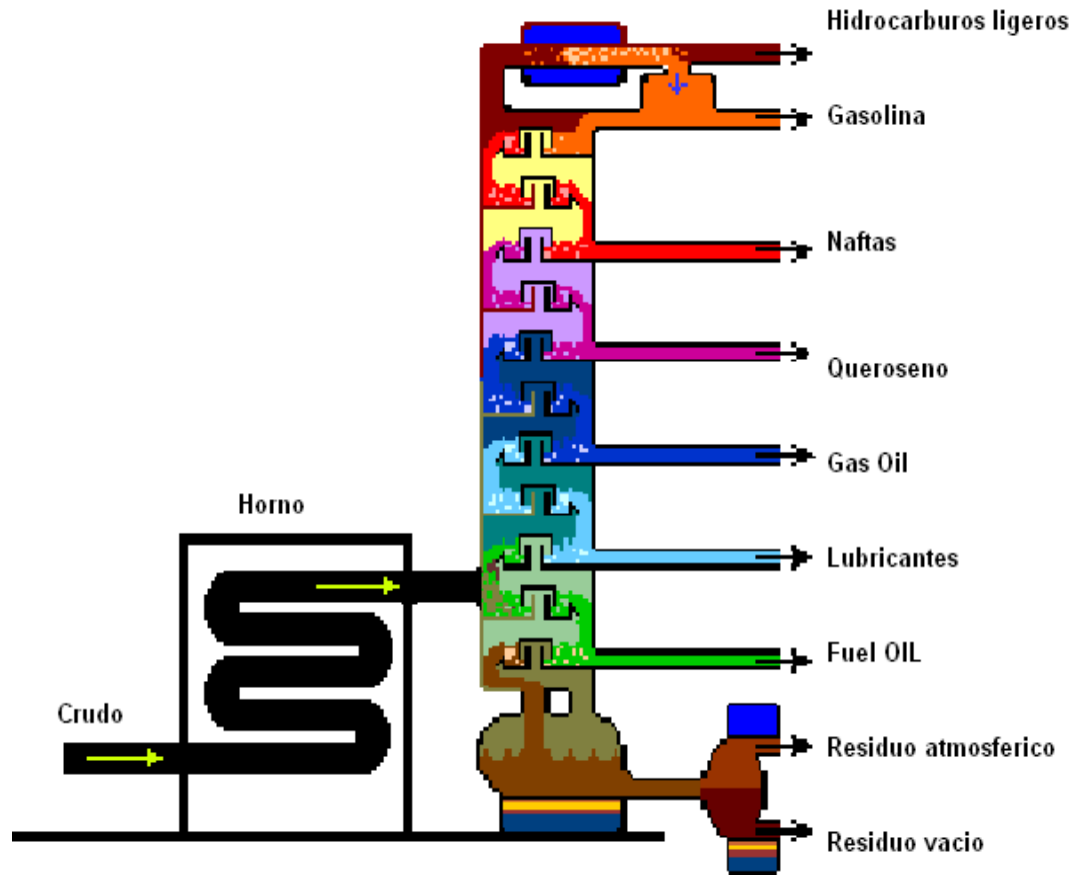 Hidrocarburos ligeros
Gasolina
Naftas
Queroseno
Gas Oil
Horno
Lubricantes
Fuel OIL
Crudo
Residuo atmosferico
Residuo vacio